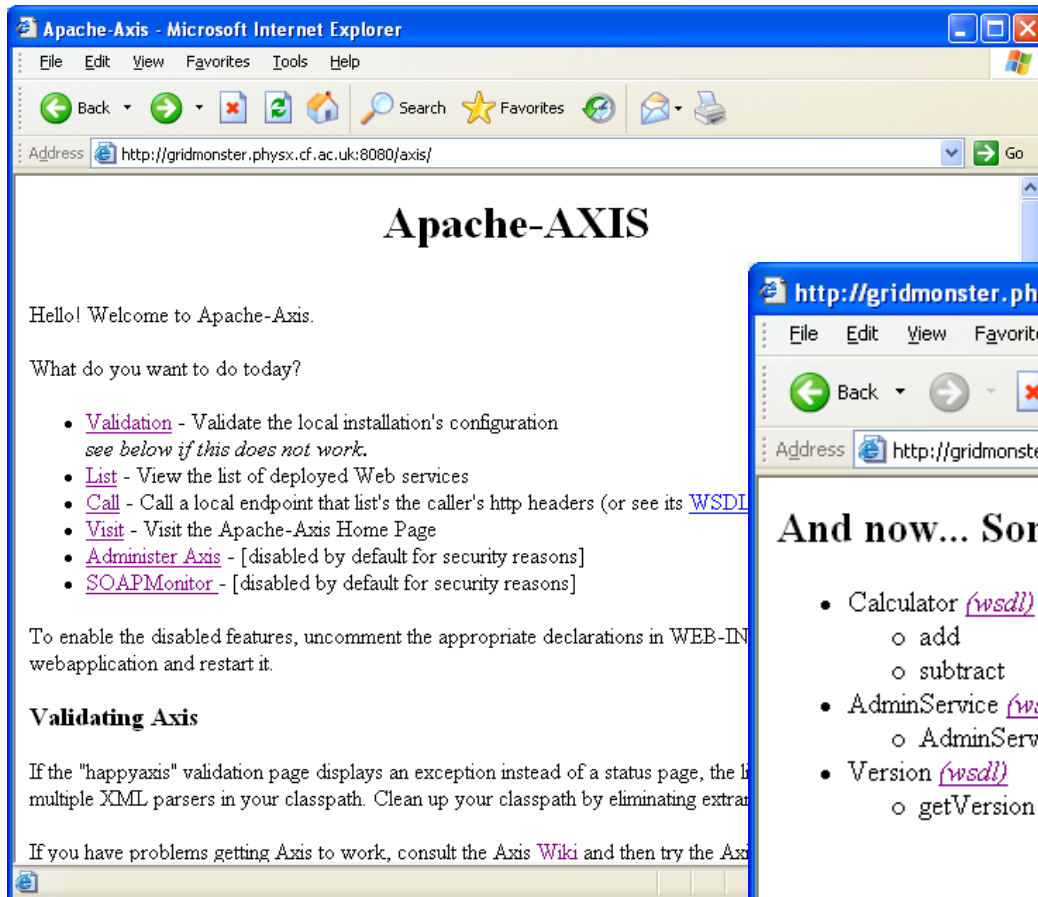 Apache-Axis - Microsoft Internet Explorer
File Edit View Favorites Tools Help
Back Search Favorites
Address http://gridmonster.physx.cf.ac.uk:8080/axis/ Go
Apache-AXIS
Hello! Welcome to Apache-Axis.
What do you want to do today?
• Validation - Validate the local installation's configuration
see below if this does not work.
• List - View the list of deployed Web services
• Call - Call a local endpoint that list's the caller's http headers (or see its WSDL
• Visit - Visit the Apache-Axis Home Page
• Administer Axis - [disabled by default for security reasons]
• SOAPMonitor - [disabled by default for security reasons]
To enable the disabled features, uncomment the appropriate declarations in WEB-IN
webapplication and restart it.
Validating Axis
If the "happyaxis" validation page displays an exception instead of a status page, the
multiple XML parsers in your classpath. Clean up your classpath by eliminating
If you have problems getting Axis to work, consult the Axis Wiki and then try the
http://gridmonster.ph
File Edit View
Back
Address http://gridmonste
And now...
• Calculator (wsdl)
o add
o subtract
• AdminService
o AdminServ
• Version (wsdl)
o getVersion